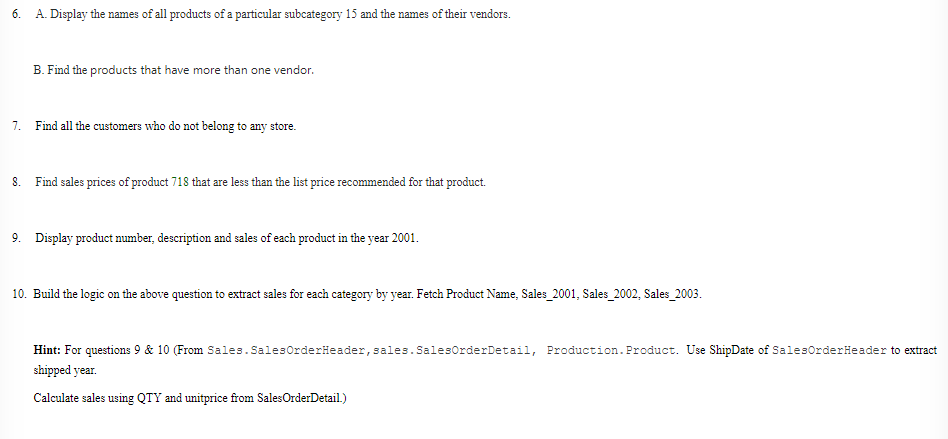 6. A. Display the names of all products of a particular subcategory 15 and the names of their vendors.
B. Find the products that have more than one vendor.
7. Find all the customers who do not belong to any store.
8. Find sales prices of product 718 that are less than the list price recommended for that product.
9. Display product number, description and sales of each product in the year 2001.
10. Build the logic on the above question to extract sales for each category by year. Fetch Product Name, Sales_2001, Sales_2002, Sales_2003.
Hint: For questions 9 & 10 (From Sales.SalesOrderHeader,sales.SalesOrderDetail, Production.Product. Use ShipDate of SalesOrderHeader to extract
shipped year.
Calculate sales using QTY and unitprice from SalesOrderDetail.)